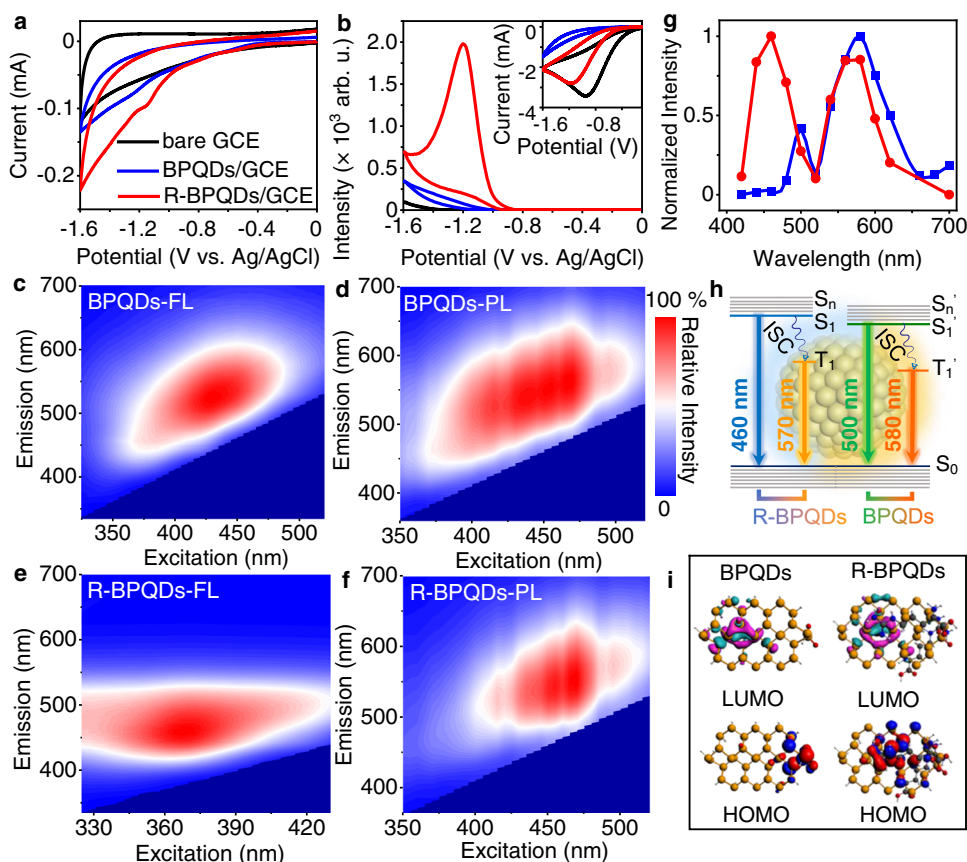 a
0
-0.1
-0.2
Current (mA)
bare GCE
BPQDs/GCE
R-BPQDs/GCE
-1.6 -1.2 -0.8 -0.4 0
Potential (V vs. Ag/AgCl)
b
2.0
1.5
1.0
0.5
0
Intensity (× 10³ arb. u.)
0
-2
-4
Current (mA)
-1.6 -0.8
Potential (V)
-1.6 -1.2 -0.8 -0.4 0
Potential (V vs. Ag/AgCl)
g
1
0.5
0
Normalized Intensity
400 500 600 700
Wavelength (nm)
c
BPQDs-FL
700
600
500
400
Emission (nm)
350 400 450 500
Excitation (nm)
d
BPQDs-PL
700
600
500
400
Emission (nm)
350 400 450 500
Excitation (nm)
100 %
Relative Intensity
0
h
Sn
S1
ISC
T1
Sn'
S1'
ISC
T1'
460 nm
570 nm
500 nm
580 nm
S0
R-BPQDs
BPQDs
e
R-BPQDs-FL
700
600
500
400
Emission (nm)
330 360 390 420
Excitation (nm)
f
R-BPQDs-PL
700
600
500
400
Emission (nm)
350 400 450 500
Excitation (nm)
i
BPQDs R-BPQDs
LUMO LUMO
HOMO HOMO